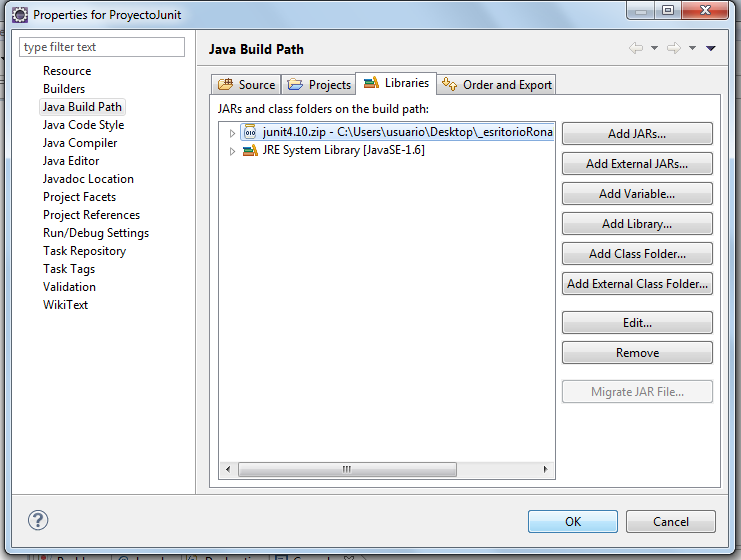 Properties for ProyectoJunit
type filter text
Resource
Builders
Java Build Path
Java Code Style
Java Compiler
Java Editor
Javadoc Location
Project Facets
Project References
Run/Debug Settings
Task Repository
Task Tags
Validation
WikiText
Java Build Path
Source
Projects
Libraries
Order and Export
JARs and class folders on the build path:
junit4.10.zip - C:\Users\usuario\Desktop\_esritorioRona
JRE System Library [JavaSE-1.6]
Add JARs...
Add External JARs...
Add Variable...
Add Library...
Add Class Folder...
Add External Class Folder...
Edit...
Remove
Migrate JAR File...
OK
Cancel